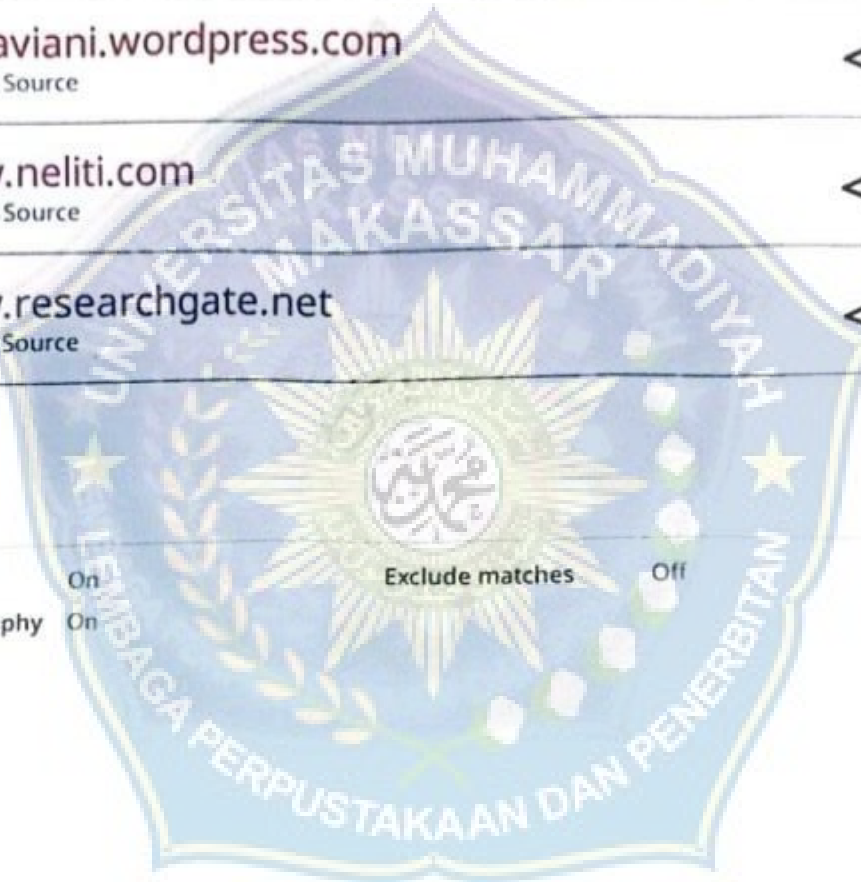 aviani.wordpress.com
Source
<
.neliti.com
Source
<
.researchgate.net
Source
<
UNIVERSITAS MUHAMMADIYAH
MAKASSAR
محمدية
On
Exclude matches Off
phy On
LEMBAGA PERPUSTAKAAN DAN PENERBITAN